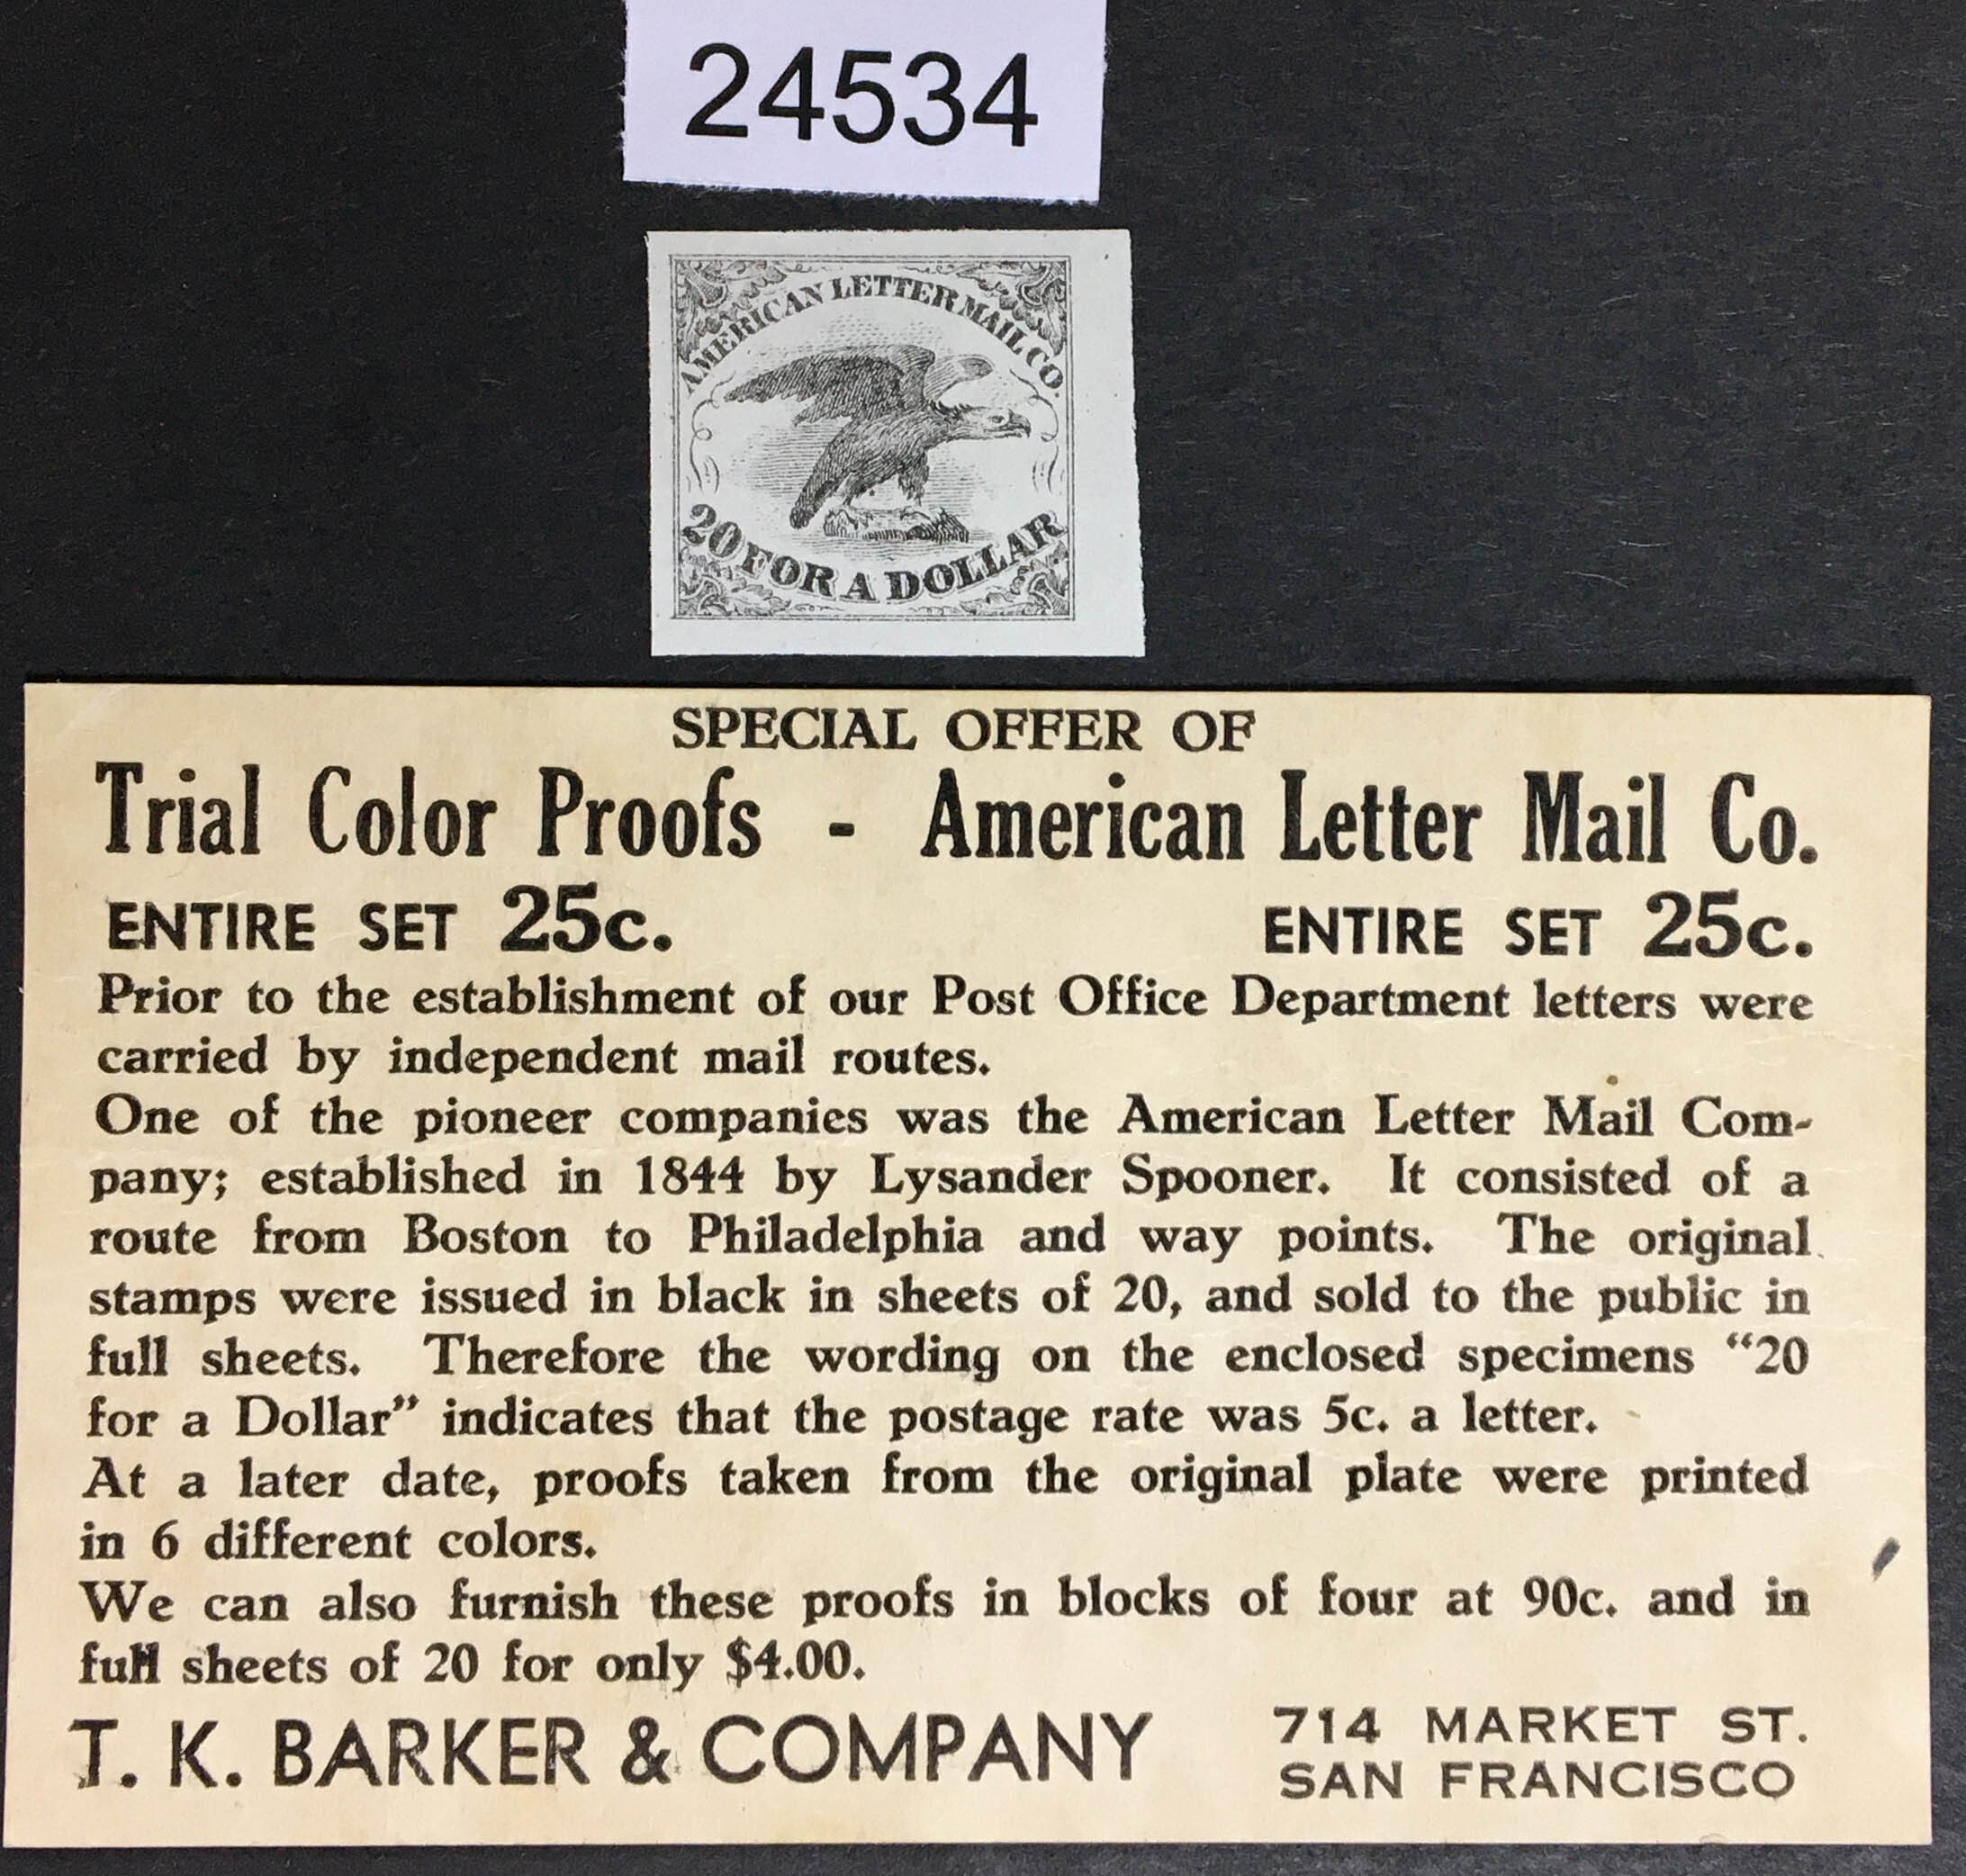 24534
AMERICAN LETTER MAIL CO.
20 FOR A DOLLAR
SPECIAL OFFER OF
Trial Color Proofs - American Letter Mail Co.
ENTIRE SET 25c. ENTIRE SET 25c.
Prior to the establishment of our Post Office Department letters were
carried by independent mail routes.
One of the pioneer companies was the American Letter Mail Com-
pany; established in 1844 by Lysander Spooner. It consisted of a
route from Boston to Philadelphia and way points. The original
stamps were issued in black in sheets of 20, and sold to the public in
full sheets. Therefore the wording on the enclosed specimens "20
for a Dollar" indicates that the postage rate was 5c. a letter.
At a later date, proofs taken from the original plate were printed
in 6 different colors.
We can also furnish these proofs in blocks of four at 90c. and in
full sheets of 20 for only $4.00.
T. K. BARKER & COMPANY 714 MARKET ST.
SAN FRANCISCO